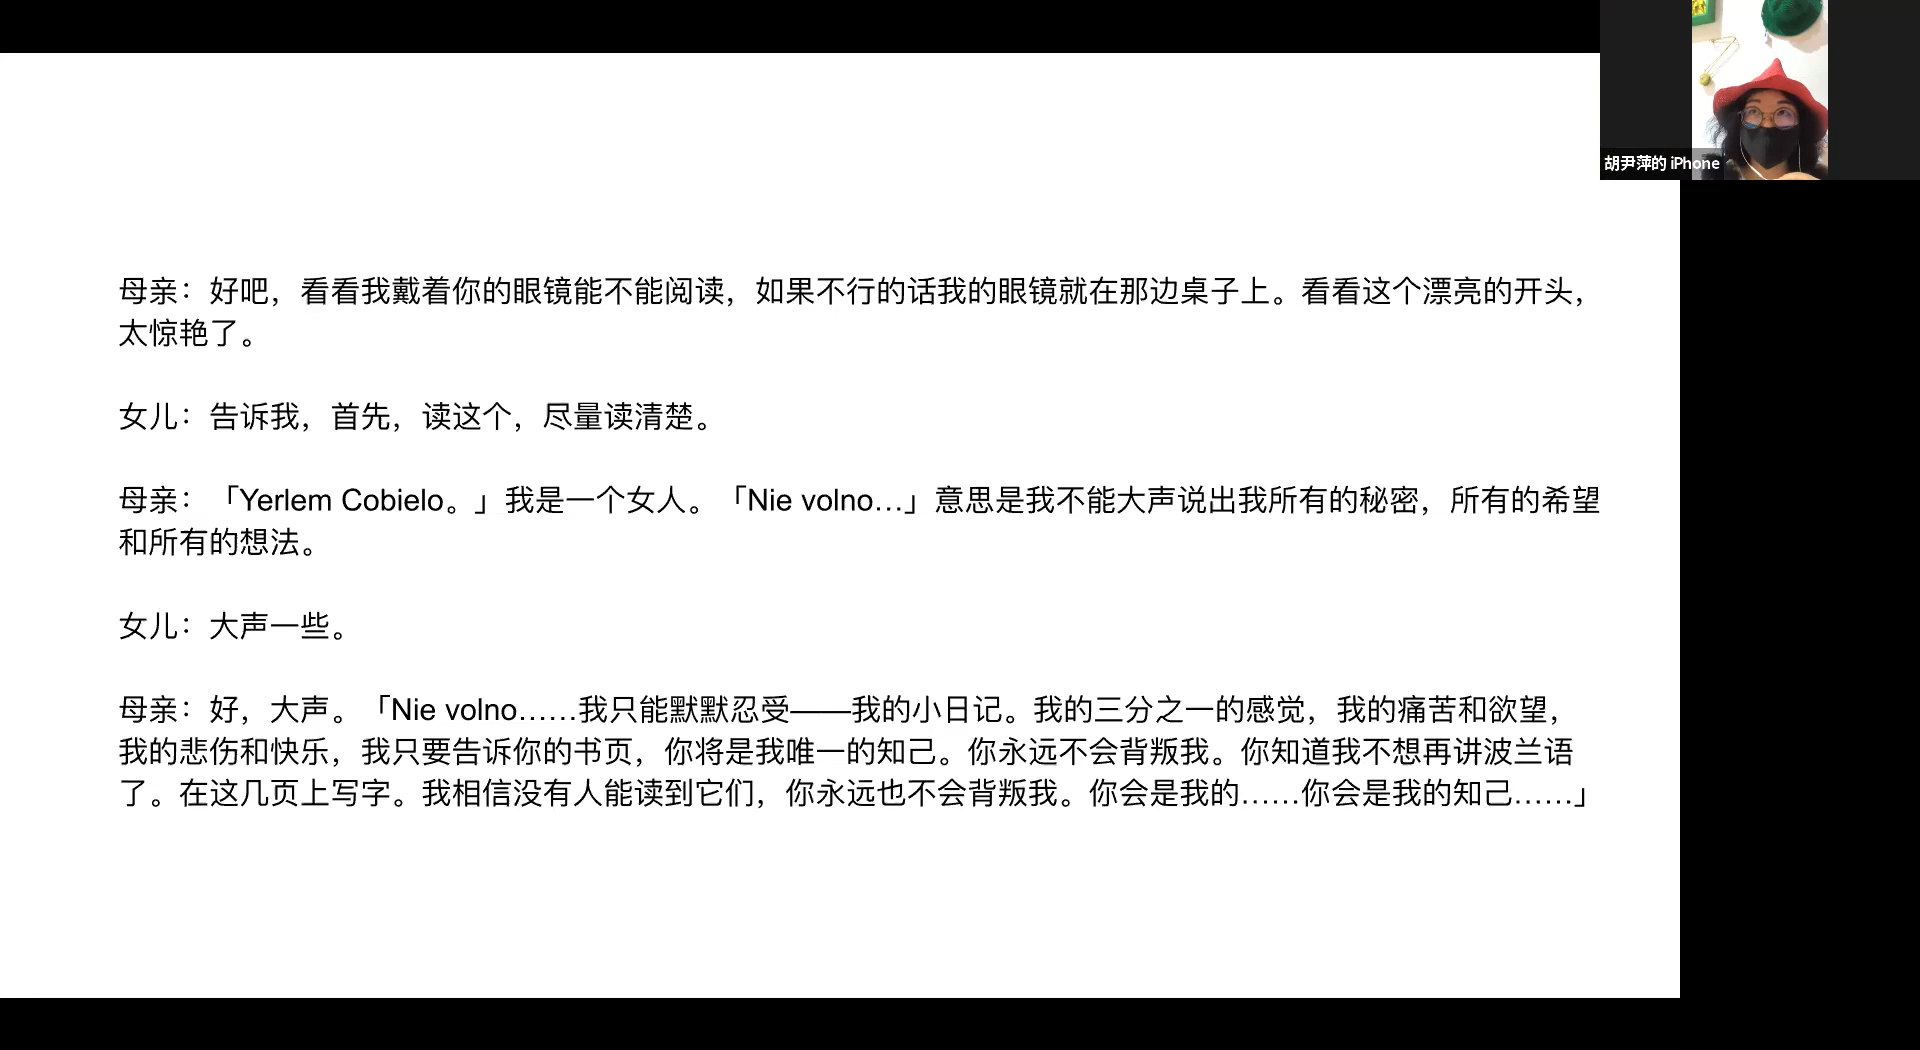 胡尹萍的 iPhone
母亲：好吧，看看我戴着你的眼镜能不能阅读，如果不行的话我的眼镜就在那边桌子上。看看这个漂亮的开头，
太惊艳了。
女儿：告诉我，首先，读这个，尽量读清楚。
母亲：「Yerlem Cobielo。」我是一个女人。「Nie volno…」意思是我不能大声说出我所有的秘密，所有的希望
和所有的想法。
女儿：大声一些。
母亲：好，大声。「Nie volno……我只能默默忍受——我的小日记。我的三分之一的感觉，我的痛苦和欲望，
我的悲伤和快乐，我只要告诉你的书页，你将是我唯一的知己。你永远不会背叛我。你知道我不想再讲波兰语
了。在这几页上写字。我相信没有人能读到它们，你永远也不会背叛我。你会是我的……你会是我的知己……」